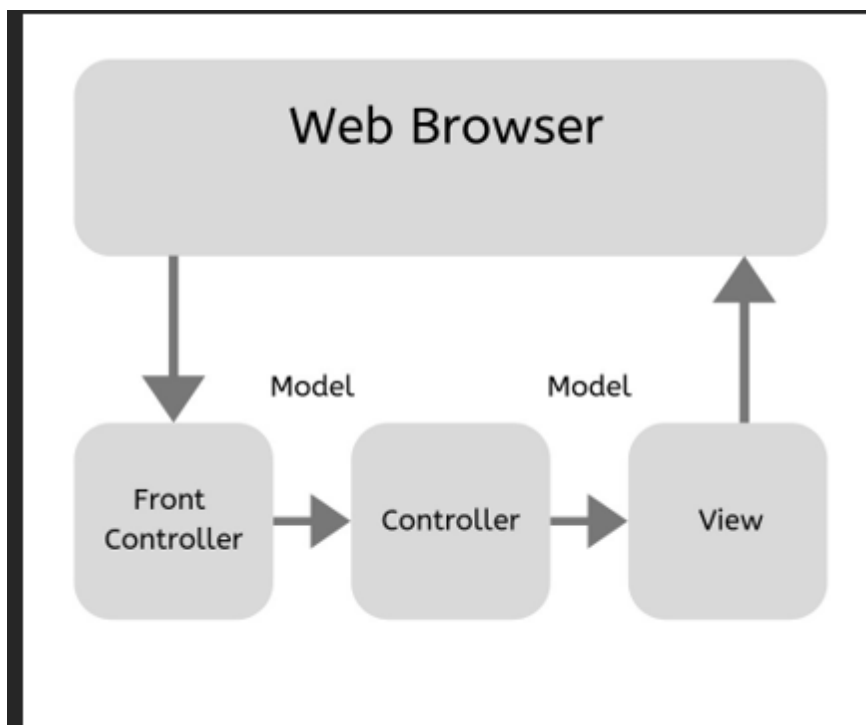 Web Browser
Model
Model
Front
Controller
Controller
View